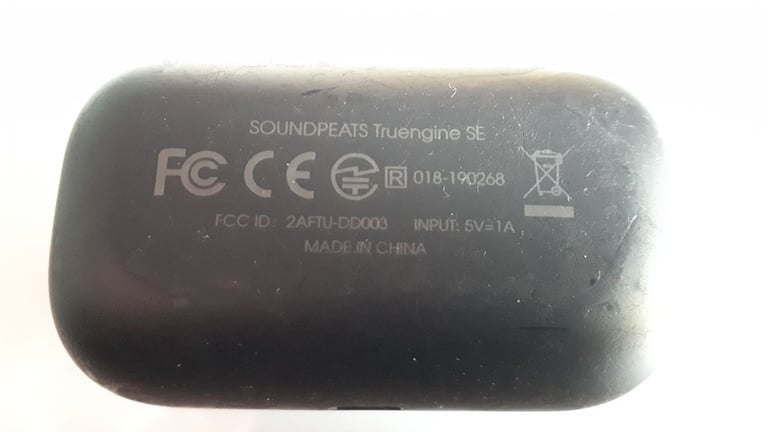 SOUNDPEATS Truengine SE
FC CE R 018-190268
FCC ID: 2AFTU-DD003 INPUT: 5V=1A
MADE IN CHINA